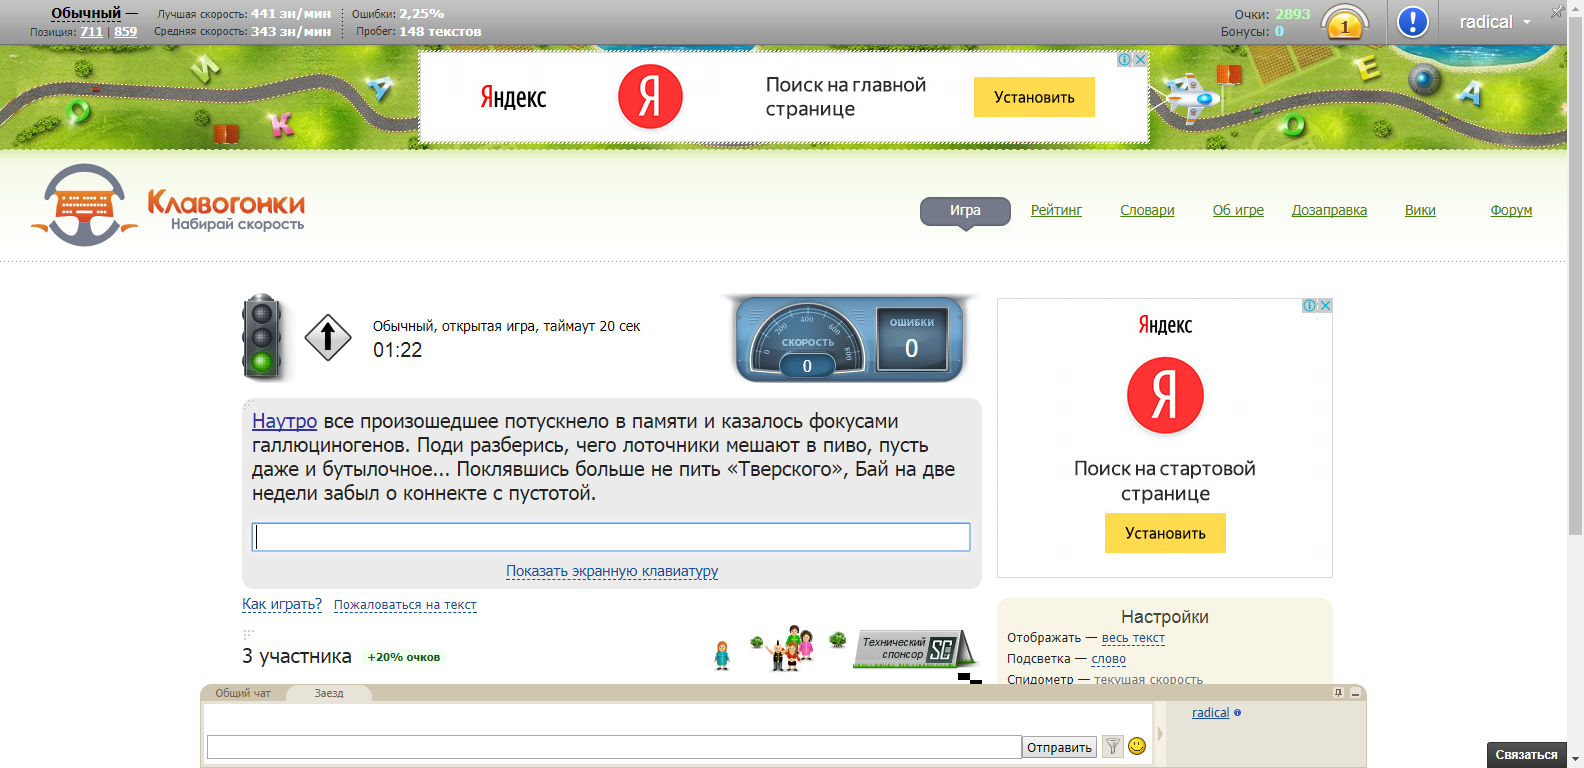 Обычный —
Лучшая скорость: 441 зн/мин
Ошибки: 2,25%
Позиция: 711 | 859
Средняя скорость: 343 зн/мин
Пробег: 148 текстов
Очки: 2893
Бонусы: 0
1
radical
Яндекс
Я
Поиск на главной
странице
Установить
О И К А О Е А
Клавогонки
Набирай скорость
Игра
Рейтинг
Словари
Об игре
Дозаправка
Вики
Форум
Обычный, открытая игра, таймаут 20 сек
01:22
0 200 400 600 800
СКОРОСТЬ
0
ОШИБКИ
0
Яндекс
Я
Поиск на стартовой
странице
Установить
Наутро все произошедшее потускнело в памяти и казалось фокусами
галлюциногенов. Поди разберись, чего лоточники мешают в пиво, пусть
даже и бутылочное... Поклявшись больше не пить «Тверского», Бай на две
недели забыл о коннекте с пустотой.
Показать экранную клавиатуру
Как играть?
Пожаловаться на текст
3 участника
+20% очков
Технический
спонсор
SC
Настройки
Отображать — весь текст
Подсветка — слово
Спидометр — текущая скорость
Общий чат
Заезд
radical
Отправить
Связаться